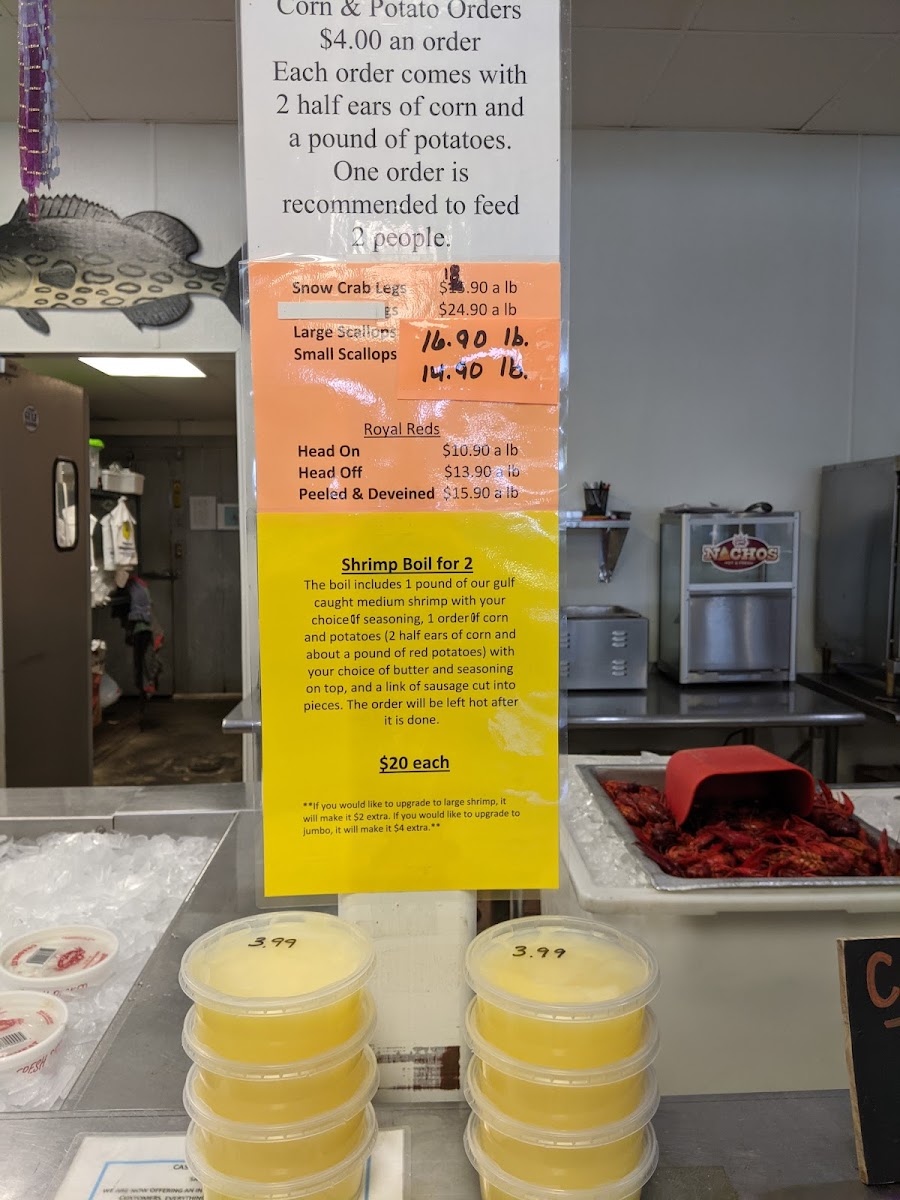 Corn & Potato Orders
$4.00 an order
Each order comes with
2 half ears of corn and
a pound of potatoes.
One order is
recommended to feed
2 people.
Snow Crab Legs $18.90 a lb
gs $24.90 a lb
Large Scallops 16.90 lb.
Small Scallops 14.90 lb.
Royal Reds
Head On $10.90 a lb
Head Off $13.90 a lb
Peeled & Deveined $15.90 a lb
Shrimp Boil for 2
The boil includes 1 pound of our gulf
caught medium shrimp with your
choice of seasoning, 1 order of corn
and potatoes (2 half ears of corn and
about a pound of red potatoes) with
your choice of butter and seasoning
on top, and a link of sausage cut into
pieces. The order will be left hot after
it is done.
$20 each
**If you would like to upgrade to large shrimp, it
will make it $2 extra. If you would like to upgrade to
jumbo, it will make it $4 extra.**
NACHOS
3.99
3.99
C
WE ARE NOW OFFERING AN IN